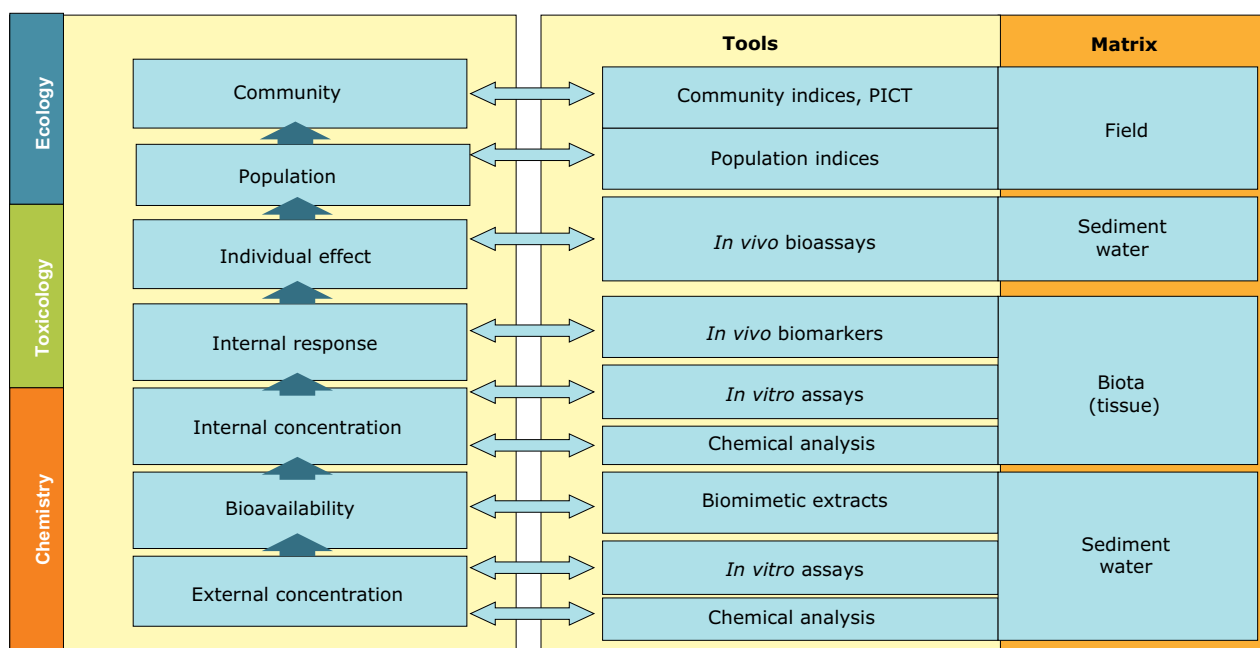 Tools
Matrix
Ecology
Community
Community indices, PICT
Field
Population
Population indices
Toxicology
Individual effect
In vivo bioassays
Sediment
water
Internal response
In vivo biomarkers
Biota
(tissue)
In vitro assays
Chemistry
Internal concentration
Chemical analysis
Bioavailability
Biomimetic extracts
Sediment
water
In vitro assays
External concentration
Chemical analysis